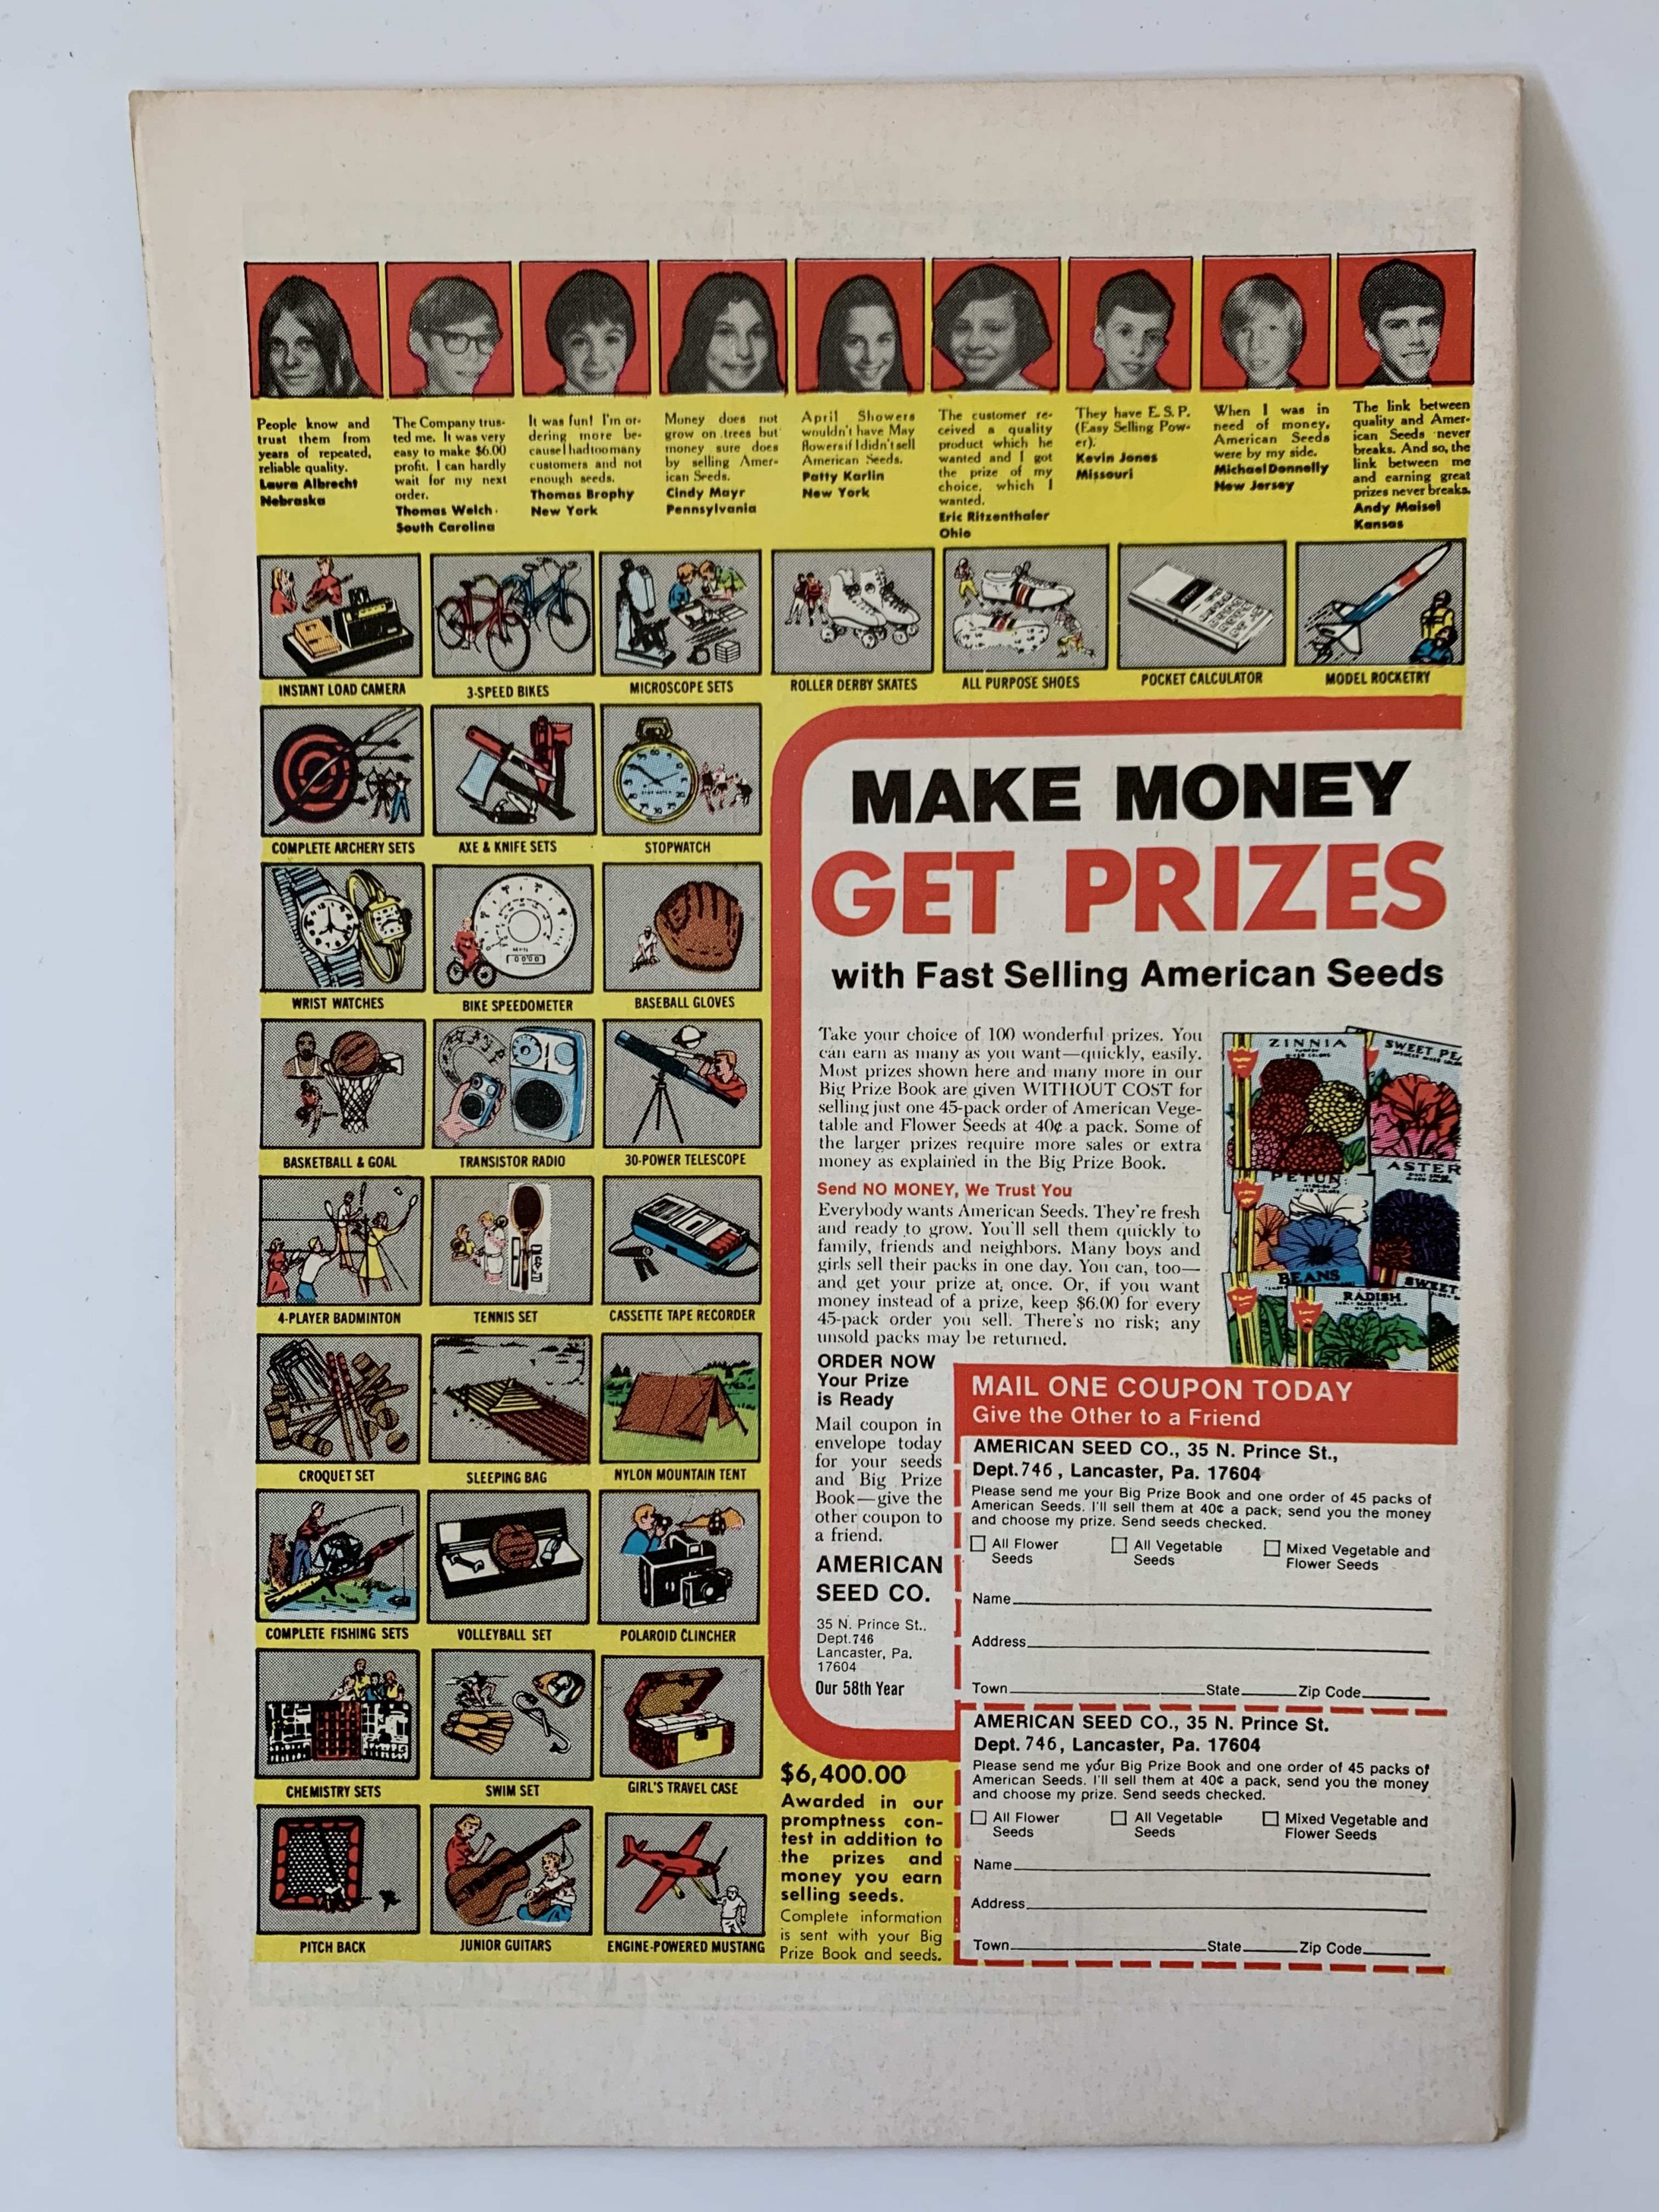 People know and
trust them from
years of repeated,
reliable quality.
Laura Albrecht
Nebraska
The Company trus-
ted me. It was very
easy to make $6.00
profit. I can hardly
wait for my next
order.
Thomas Welch
South Carolina
It was fun! I'm or-
dering more be-
cause I had too many
customers and not
enough seeds.
Thomas Brophy
New York
Money does not
grow on trees but
money sure does
by selling Amer-
ican Seeds.
Cindy Mayr
Pennsylvania
April Showers
wouldn't have May
flowers if I didn't sell
American Seeds.
Patty Karlin
New York
The customer re-
ceived a quality
product which he
wanted and I got
the prize of my
choice, which I
wanted.
Eric Ritzenthaler
Ohio
They have E. S. P.
(Easy Selling Pow-
er).
Kevin Jones
Missouri
When I was in
need of money,
American Seeds
were by my side.
Michael Donnelly
New Jersey
The link between
quality and Amer-
ican Seeds never
breaks. And so, the
link between me
and earning great
prizes never breaks.
Andy Maisel
Kansas
INSTANT LOAD CAMERA
3-SPEED BIKES
MICROSCOPE SETS
ROLLER DERBY SKATES
ALL PURPOSE SHOES
POCKET CALCULATOR
MODEL ROCKETRY
COMPLETE ARCHERY SETS
AXE & KNIFE SETS
STOPWATCH
WRIST WATCHES
BIKE SPEEDOMETER
BASEBALL GLOVES
BASKETBALL & GOAL
TRANSISTOR RADIO
30-POWER TELESCOPE
4-PLAYER BADMINTON
TENNIS SET
CASSETTE TAPE RECORDER
CROQUET SET
SLEEPING BAG
NYLON MOUNTAIN TENT
COMPLETE FISHING SETS
VOLLEYBALL SET
POLAROID CLINCHER
CHEMISTRY SETS
SWIM SET
GIRL'S TRAVEL CASE
PITCH BACK
JUNIOR GUITARS
ENGINE-POWERED MUSTANG
MAKE MONEY
GET PRIZES
with Fast Selling American Seeds
Take your choice of 100 wonderful prizes. You
can earn as many as you want—quickly, easily.
Most prizes shown here and many more in our
Big Prize Book are given WITHOUT COST for
selling just one 45-pack order of American Vege-
table and Flower Seeds at 40¢ a pack. Some of
the larger prizes require more sales or extra
money as explained in the Big Prize Book.
Send NO MONEY, We Trust You
Everybody wants American Seeds. They're fresh
and ready to grow. You'll sell them quickly to
family, friends and neighbors. Many boys and
girls sell their packs in one day. You can, too—
and get your prize at once. Or, if you want
money instead of a prize, keep $6.00 for every
45-pack order you sell. There's no risk; any
unsold packs may be returned.
ZINNIA
SWEET PE
PETUN
ASTER
BEANS
RADISH
SWEET
ORDER NOW
Your Prize
is Ready
Mail coupon in
envelope today
for your seeds
and Big Prize
Book—give the
other coupon to
a friend.
AMERICAN
SEED CO.
35 N. Prince St.,
Dept. 746
Lancaster, Pa.
17604
Our 58th Year
$6,400.00
Awarded in our
promptness con-
test in addition to
the prizes and
money you earn
selling seeds.
Complete information
is sent with your Big
Prize Book and seeds.
MAIL ONE COUPON TODAY
Give the Other to a Friend
AMERICAN SEED CO., 35 N. Prince St.,
Dept. 746, Lancaster, Pa. 17604
Please send me your Big Prize Book and one order of 45 packs of
American Seeds. I'll sell them at 40¢ a pack, send you the money
and choose my prize. Send seeds checked.
All Flower
Seeds
All Vegetable
Seeds
Mixed Vegetable and
Flower Seeds
Name
Address
Town State Zip Code
AMERICAN SEED CO., 35 N. Prince St.
Dept. 746, Lancaster, Pa. 17604
Please send me your Big Prize Book and one order of 45 packs of
American Seeds. I'll sell them at 40¢ a pack, send you the money
and choose my prize. Send seeds checked.
All Flower
Seeds
All Vegetable
Seeds
Mixed Vegetable and
Flower Seeds
Name
Address
Town State Zip Code